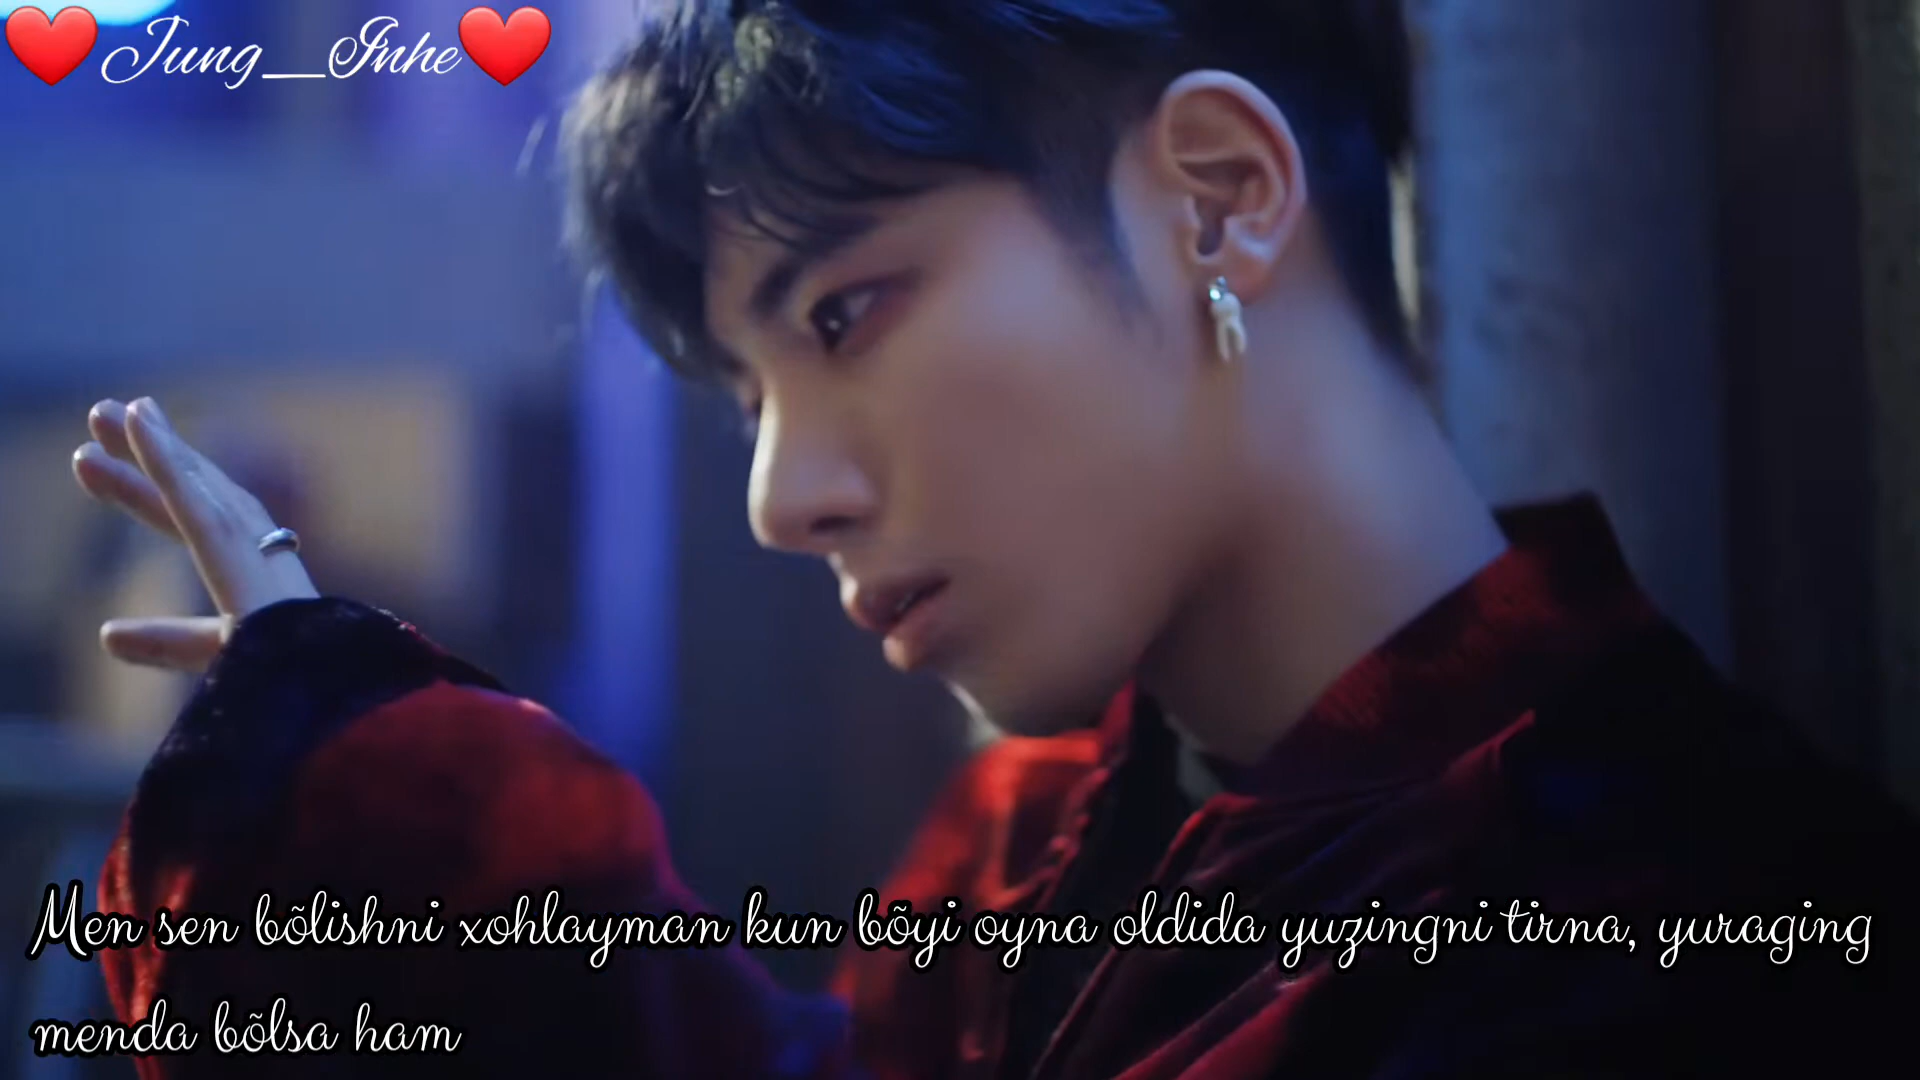 ❤️Jung_Inhe❤️
Men sen bõlishni xohlayman kun bõyi oyna oldida yuzingni tirna, yuraging
menda bõlsa ham